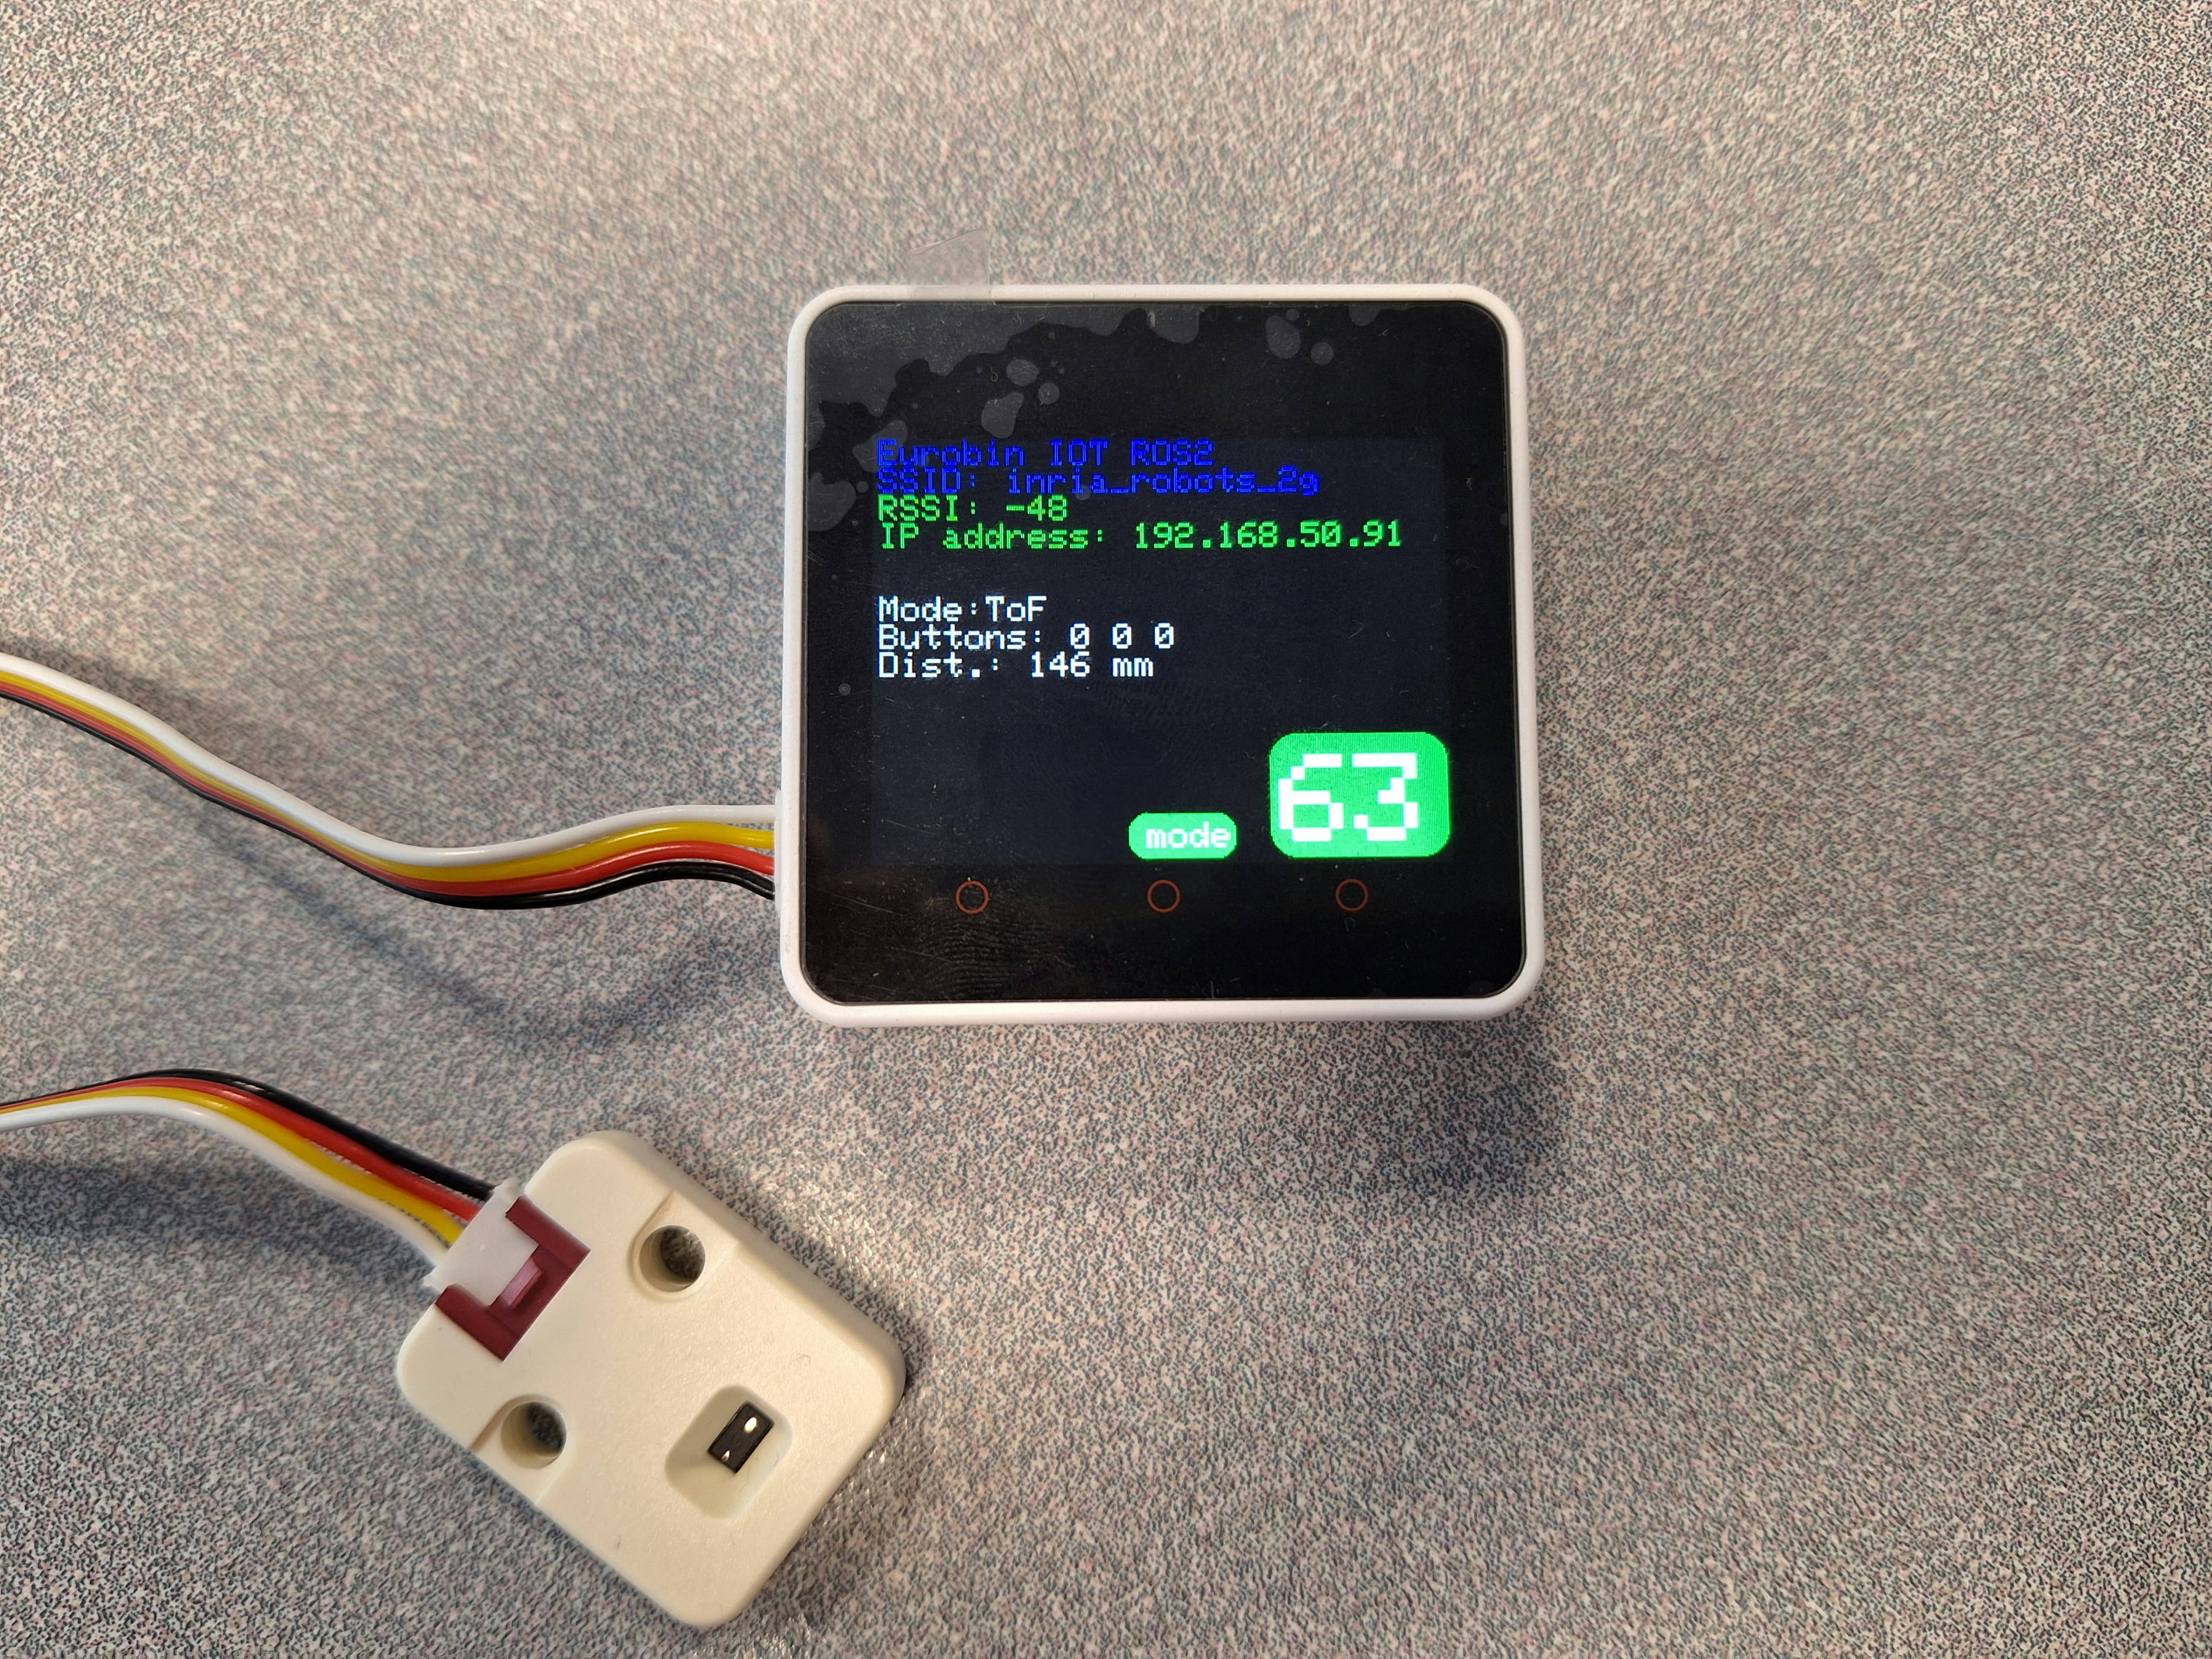 Eurobin IOT ROS2
SSID: inria_robots_2g
RSSI: -48
IP address: 192.168.50.91
Mode:ToF
Buttons: 0 0 0
Dist.: 146 mm
mode
63